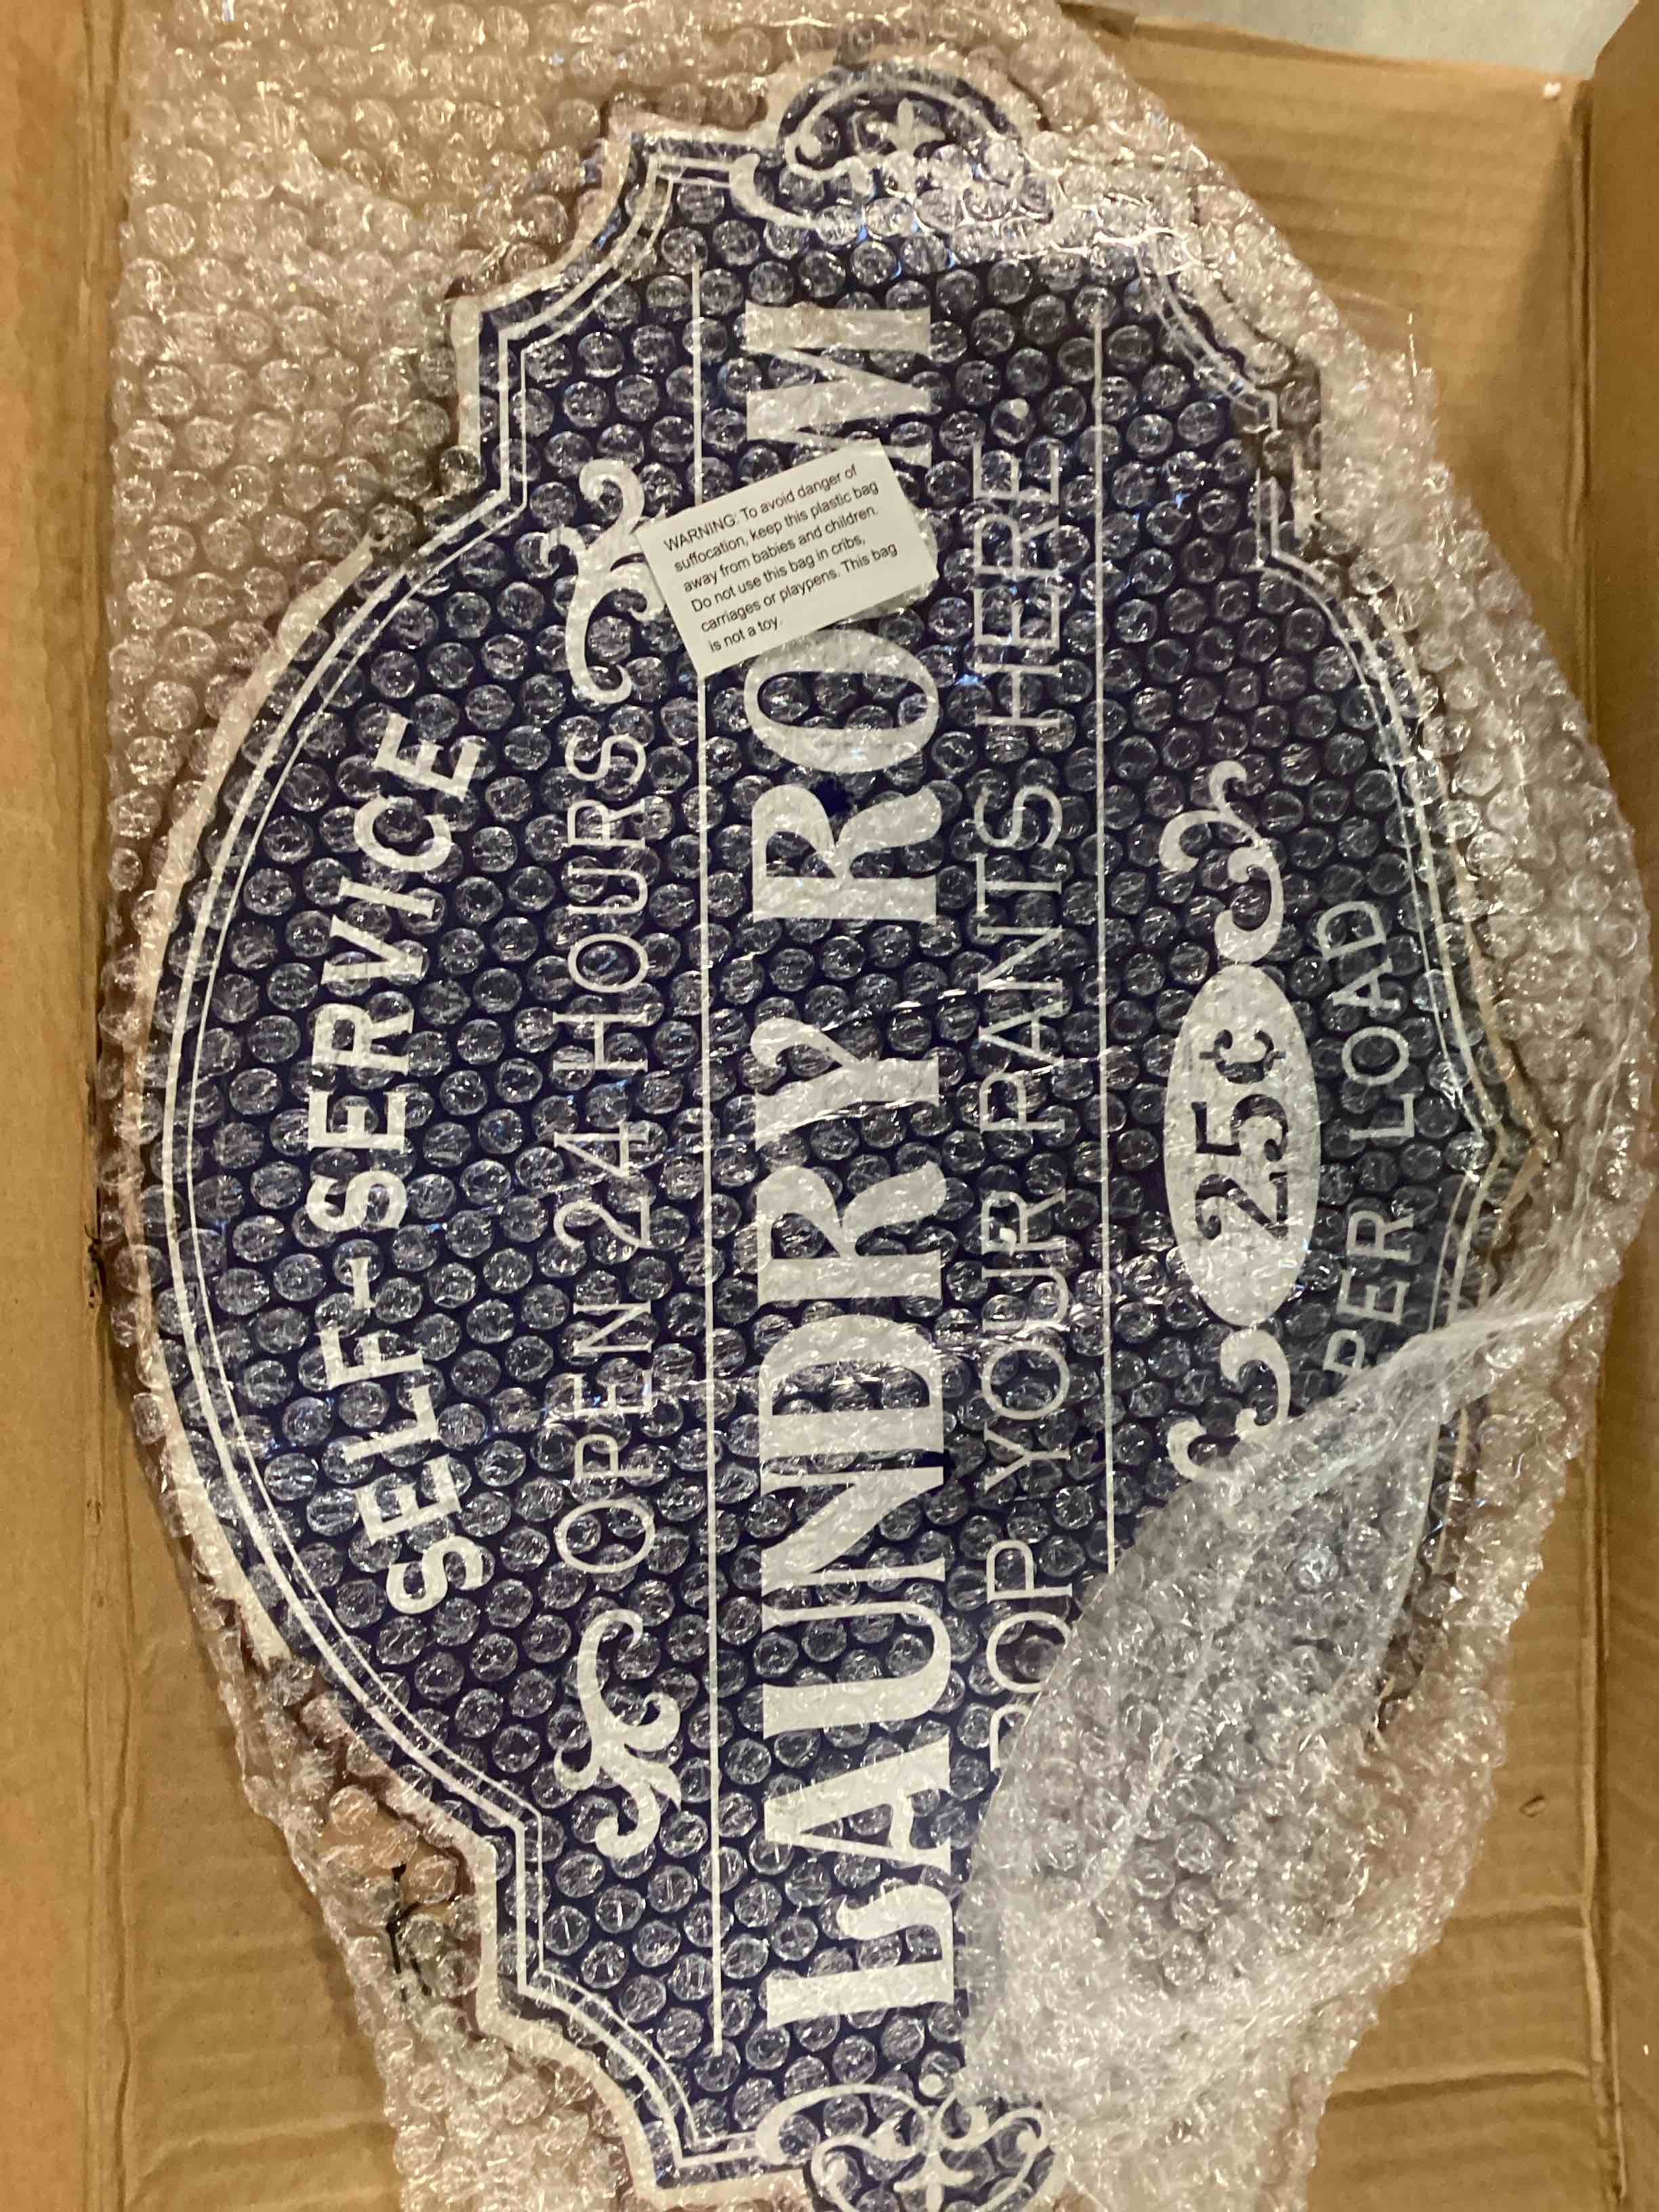 SELF-SERVICE
OPEN 24 HOURS
LAUNDRY ROOM
DROP YOUR PANTS HERE
25¢
PER LOAD
WARNING: To avoid danger of
suffocation, keep this plastic bag
away from babies and children.
Do not use this bag in cribs,
carriages or playpens. This bag
is not a toy.